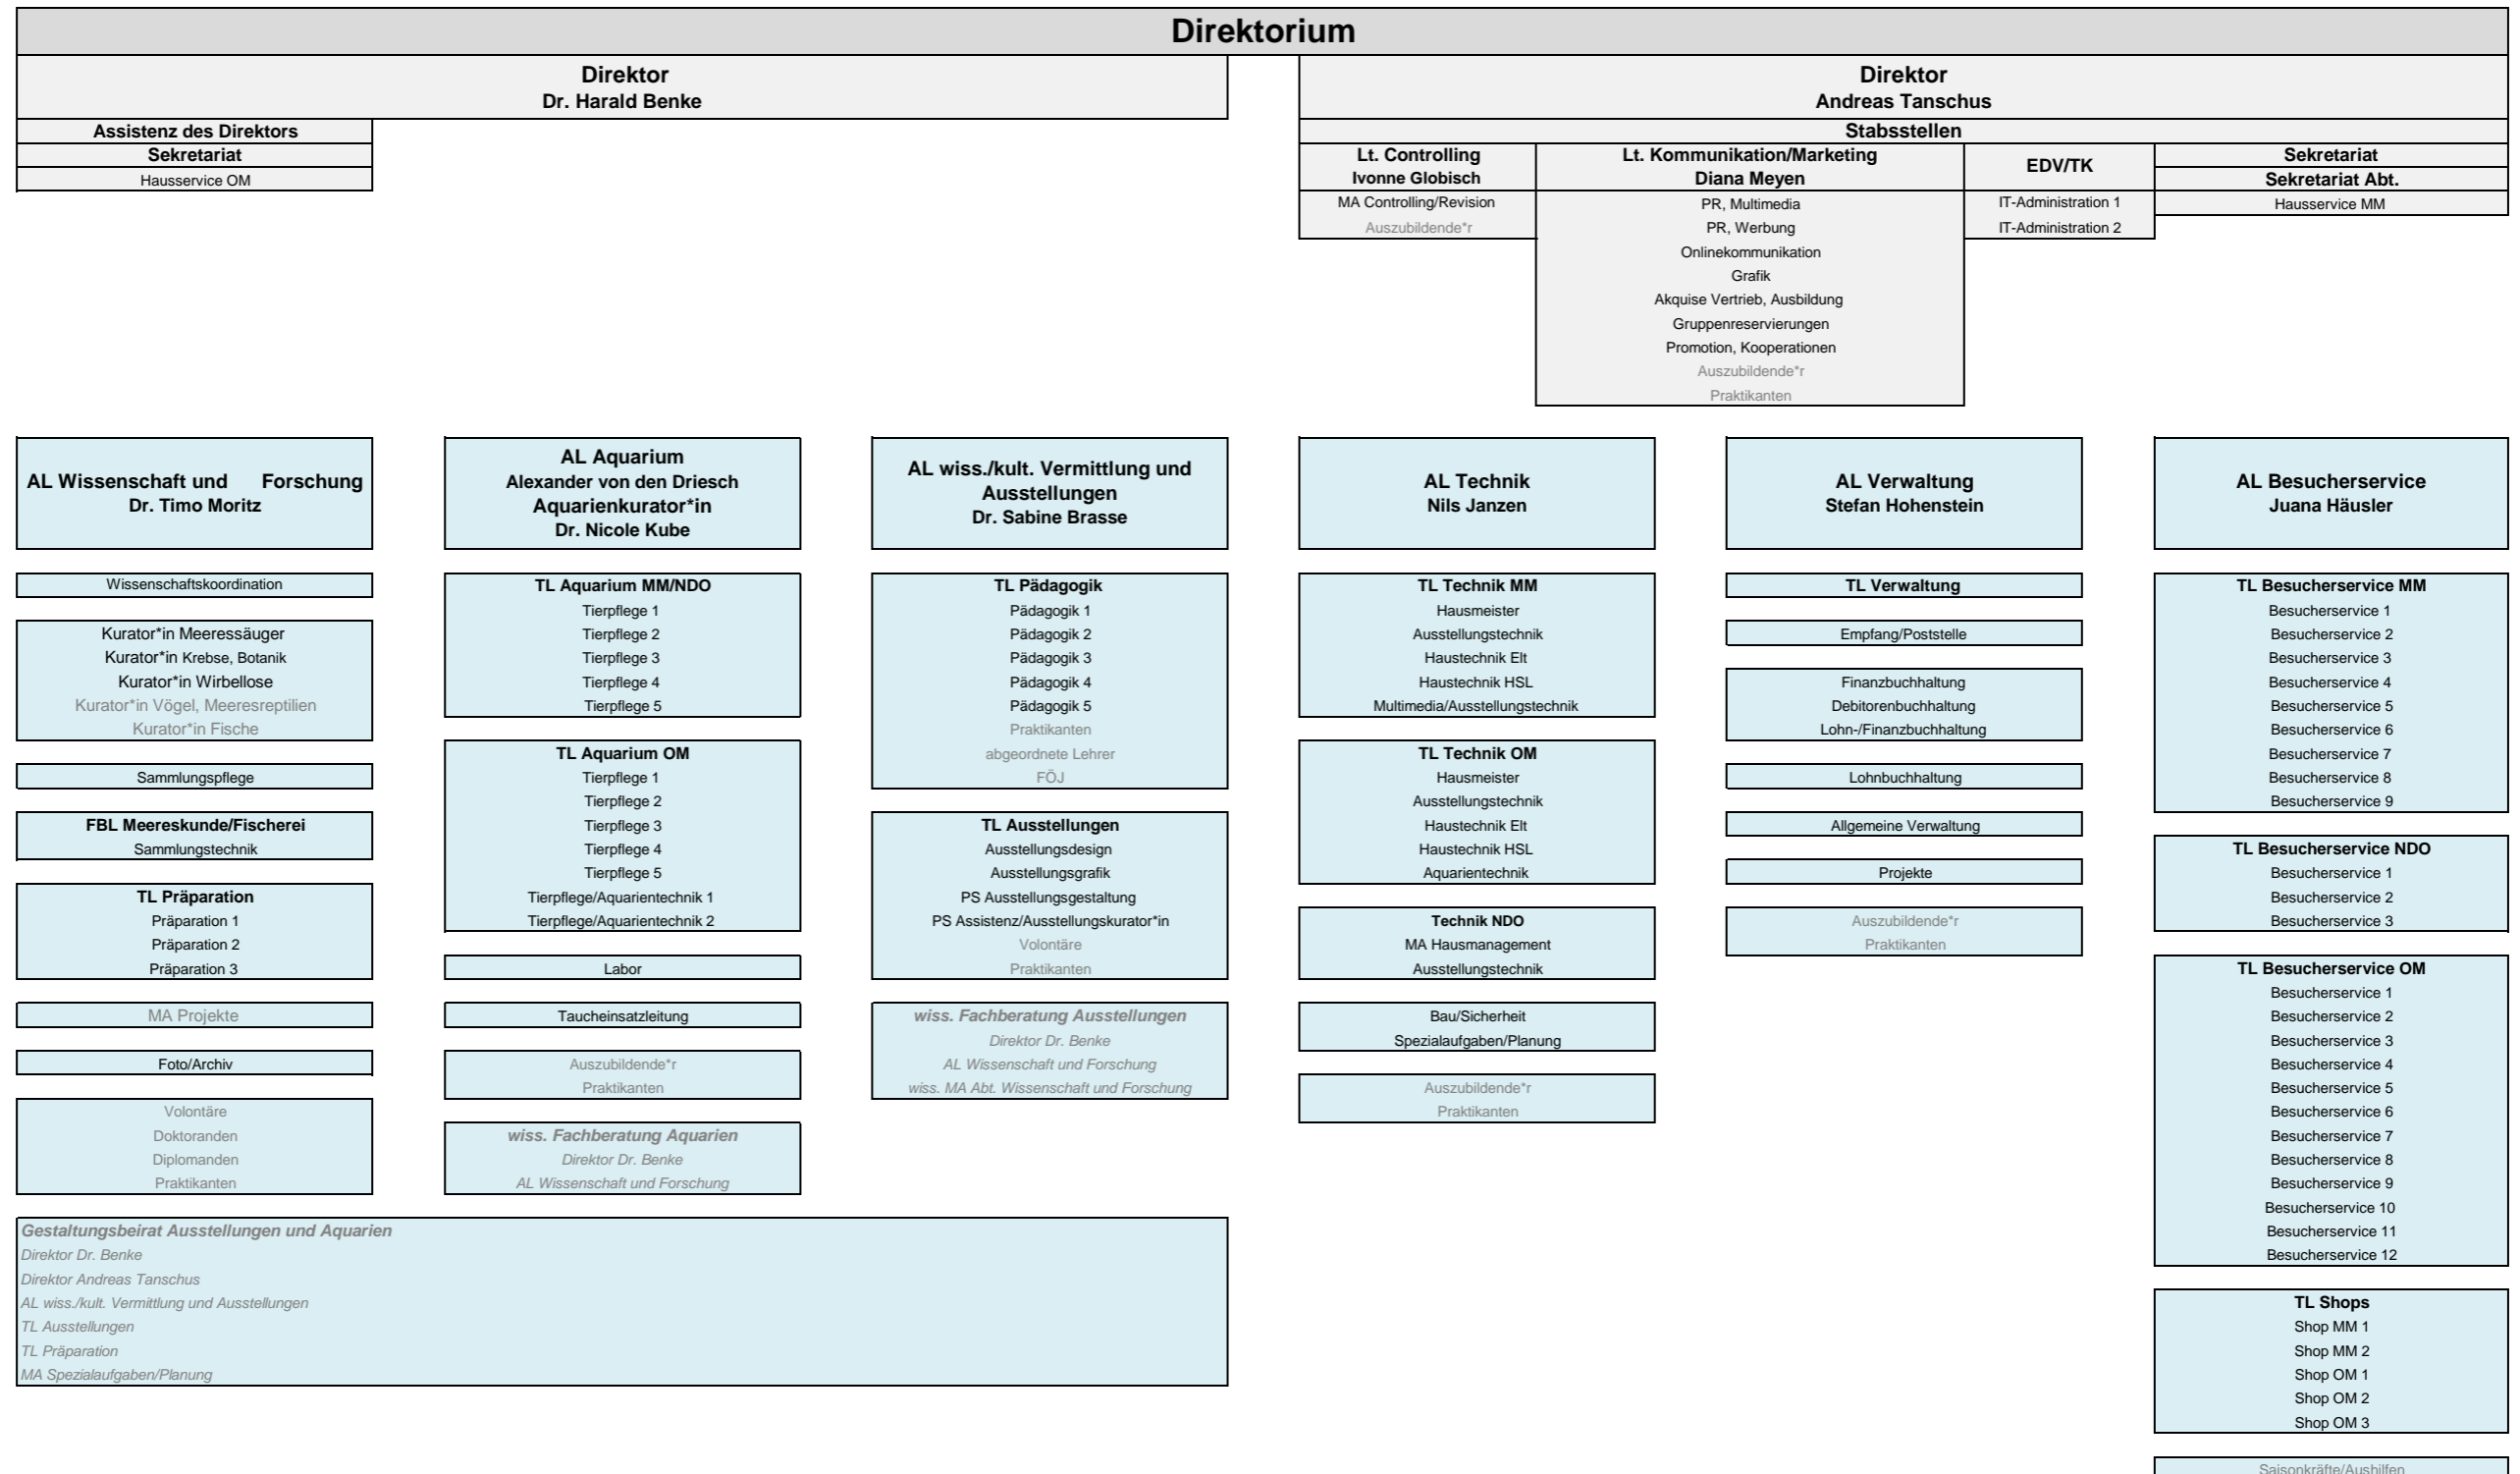 Direktorium
Direktor
Dr. Harald Benke
Assistenz des Direktors
Sekretariat
Hausservice OM
Direktor
Andreas Tanschus
Stabsstellen
Lt. Controlling
Ivonne Globisch
MA Controlling/Revision
Auszubildende*r
Lt. Kommunikation/Marketing
Diana Meyen
PR, Multimedia
PR, Werbung
Onlinekommunikation
Grafik
Akquise Vertrieb, Ausbildung
Gruppenreservierungen
Promotion, Kooperationen
Auszubildende*r
Praktikanten
EDV/TK
IT-Administration 1
IT-Administration 2
Sekretariat
Sekretariat Abt.
Hausservice MM
AL Wissenschaft und Forschung
Dr. Timo Moritz
Wissenschaftskoordination
Kurator*in Meeressäuger
Kurator*in Krebse, Botanik
Kurator*in Wirbellose
Kurator*in Vögel, Meeresreptilien
Kurator*in Fische
Sammlungspflege
FBL Meereskunde/Fischerei
Sammlungstechnik
TL Präparation
Präparation 1
Präparation 2
Präparation 3
MA Projekte
Foto/Archiv
Volontäre
Doktoranden
Diplomanden
Praktikanten
AL Aquarium
Alexander von den Driesch
Aquarienkurator*in
Dr. Nicole Kube
TL Aquarium MM/NDO
Tierpflege 1
Tierpflege 2
Tierpflege 3
Tierpflege 4
Tierpflege 5
TL Aquarium OM
Tierpflege 1
Tierpflege 2
Tierpflege 3
Tierpflege 4
Tierpflege 5
Tierpflege/Aquarientechnik 1
Tierpflege/Aquarientechnik 2
Labor
Taucheinsatzleitung
Auszubildende*r
Praktikanten
wiss. Fachberatung Aquarien
Direktor Dr. Benke
AL Wissenschaft und Forschung
AL wiss./kult. Vermittlung und
Ausstellungen
Dr. Sabine Brasse
TL Pädagogik
Pädagogik 1
Pädagogik 2
Pädagogik 3
Pädagogik 4
Pädagogik 5
Praktikanten
abgeordnete Lehrer
FÖJ
TL Ausstellungen
Ausstellungsdesign
Ausstellungsgrafik
PS Ausstellungsgestaltung
PS Assistenz/Ausstellungskurator*in
Volontäre
Praktikanten
wiss. Fachberatung Ausstellungen
Direktor Dr. Benke
AL Wissenschaft und Forschung
wiss. MA Abt. Wissenschaft und Forschung
Gestaltungsbeirat Ausstellungen und Aquarien
Direktor Dr. Benke
Direktor Andreas Tanschus
AL wiss./kult. Vermittlung und Ausstellungen
TL Ausstellungen
TL Präparation
MA Spezialaufgaben/Planung
AL Technik
Nils Janzen
TL Technik MM
Hausmeister
Ausstellungstechnik
Haustechnik Elt
Haustechnik HSL
Multimedia/Ausstellungstechnik
TL Technik OM
Hausmeister
Ausstellungstechnik
Haustechnik Elt
Haustechnik HSL
Aquarientechnik
Technik NDO
MA Hausmanagement
Ausstellungstechnik
Bau/Sicherheit
Spezialaufgaben/Planung
Auszubildende*r
Praktikanten
AL Verwaltung
Stefan Hohenstein
TL Verwaltung
Empfang/Poststelle
Finanzbuchhaltung
Debitorenbuchhaltung
Lohn-/Finanzbuchhaltung
Lohnbuchhaltung
Allgemeine Verwaltung
Projekte
Auszubildende*r
Praktikanten
AL Besucherservice
Juana Häusler
TL Besucherservice MM
Besucherservice 1
Besucherservice 2
Besucherservice 3
Besucherservice 4
Besucherservice 5
Besucherservice 6
Besucherservice 7
Besucherservice 8
Besucherservice 9
TL Besucherservice NDO
Besucherservice 1
Besucherservice 2
Besucherservice 3
TL Besucherservice OM
Besucherservice 1
Besucherservice 2
Besucherservice 3
Besucherservice 4
Besucherservice 5
Besucherservice 6
Besucherservice 7
Besucherservice 8
Besucherservice 9
Besucherservice 10
Besucherservice 11
Besucherservice 12
TL Shops
Shop MM 1
Shop MM 2
Shop OM 1
Shop OM 2
Shop OM 3
Saisonkräfte/Aushilfen